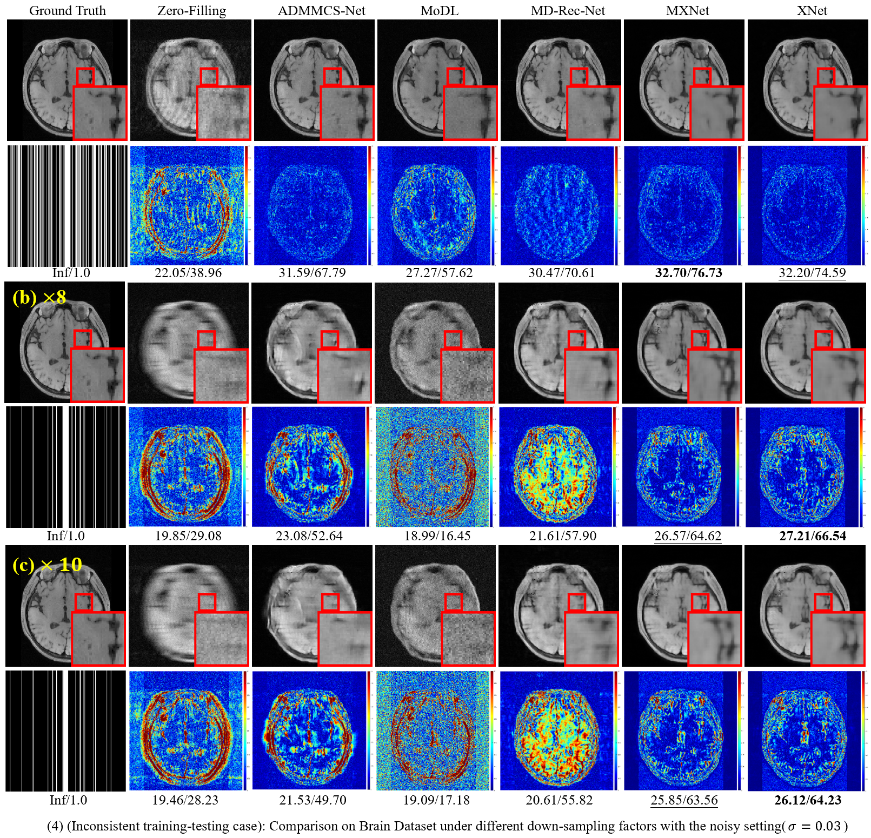 Ground Truth Zero-Filling ADMMCS-Net MoDL MD-Rec-Net MXNet XNet
Inf/1.0 22.05/38.96 31.59/67.79 27.27/57.62 30.47/70.61 32.70/76.73 32.20/74.59
(b) ×8
Inf/1.0 19.85/29.08 23.08/52.64 18.99/16.45 21.61/57.90 26.57/64.62 27.21/66.54
(c) × 10
Inf/1.0 19.46/28.23 21.53/49.70 19.09/17.18 20.61/55.82 25.85/63.56 26.12/64.23
(4) (Inconsistent training-testing case): Comparison on Brain Dataset under different down-sampling factors with the noisy setting( σ = 0.03 )